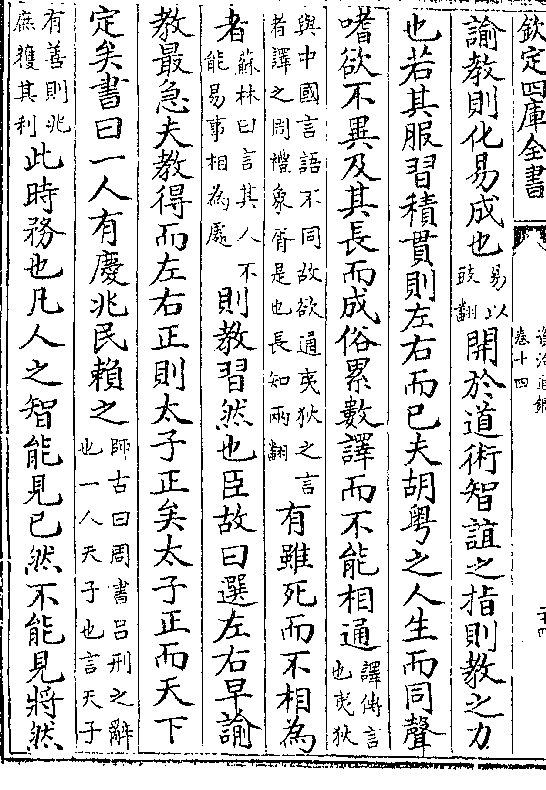 欽定四庫全書
資治通鑑
卷十四
二十四
諭教則化易成也易以豉翻開於道術智誼之指則教之力
也若其服習積貫則左右而已夫胡粤之人生而同聲
嗜欲不異及其長而成俗累數譯而不能相通譯傳言也夷狄
與中國言語不同故欲通夷狄之言者譯之周禮象胥是也長知兩翻有雖死而不相為
者蘇林曰言其人不能易事相為處則教習然也臣故曰選左右早諭
教最急夫教得而左右正則太子正矣太子正而天下
定矣書曰一人有慶兆民賴之師古曰周書吕刑之辭也一人天子也言天子
有善則兆庶獲其利此時務也凡人之智能見已然不能見將然